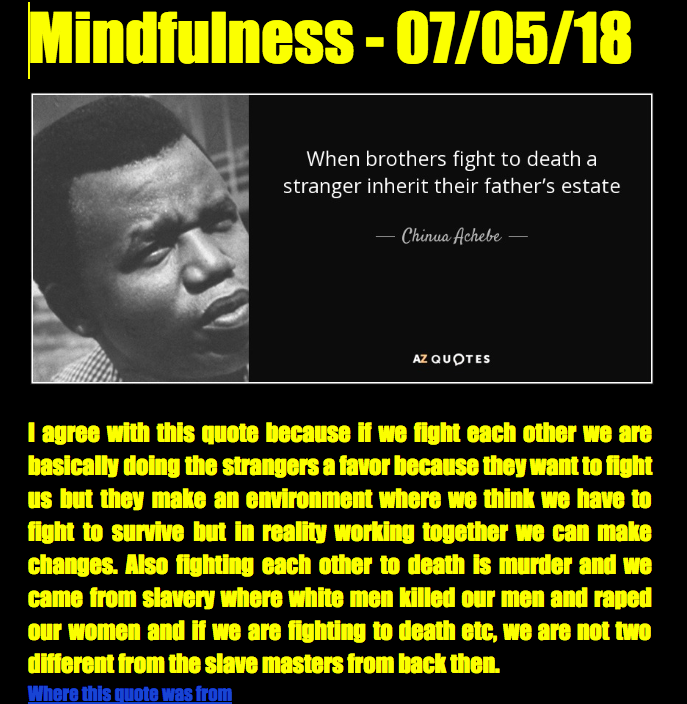 Mindfulness - 07/05/18
When brothers fight to death a
stranger inherit their father's estate
— Chinua Achebe —
AZ QUOTES
I agree with this quote because if we fight each other we are
basically doing the strangers a favor because they want to fight
us but they make an environment where we think we have to
fight to survive but in reality working together we can make
changes. Also fighting each other to death is murder and we
came from slavery where white men killed our men and raped
our women and if we are fighting to death etc, we are not two
different from the slave masters from back then.
Where this quote was from